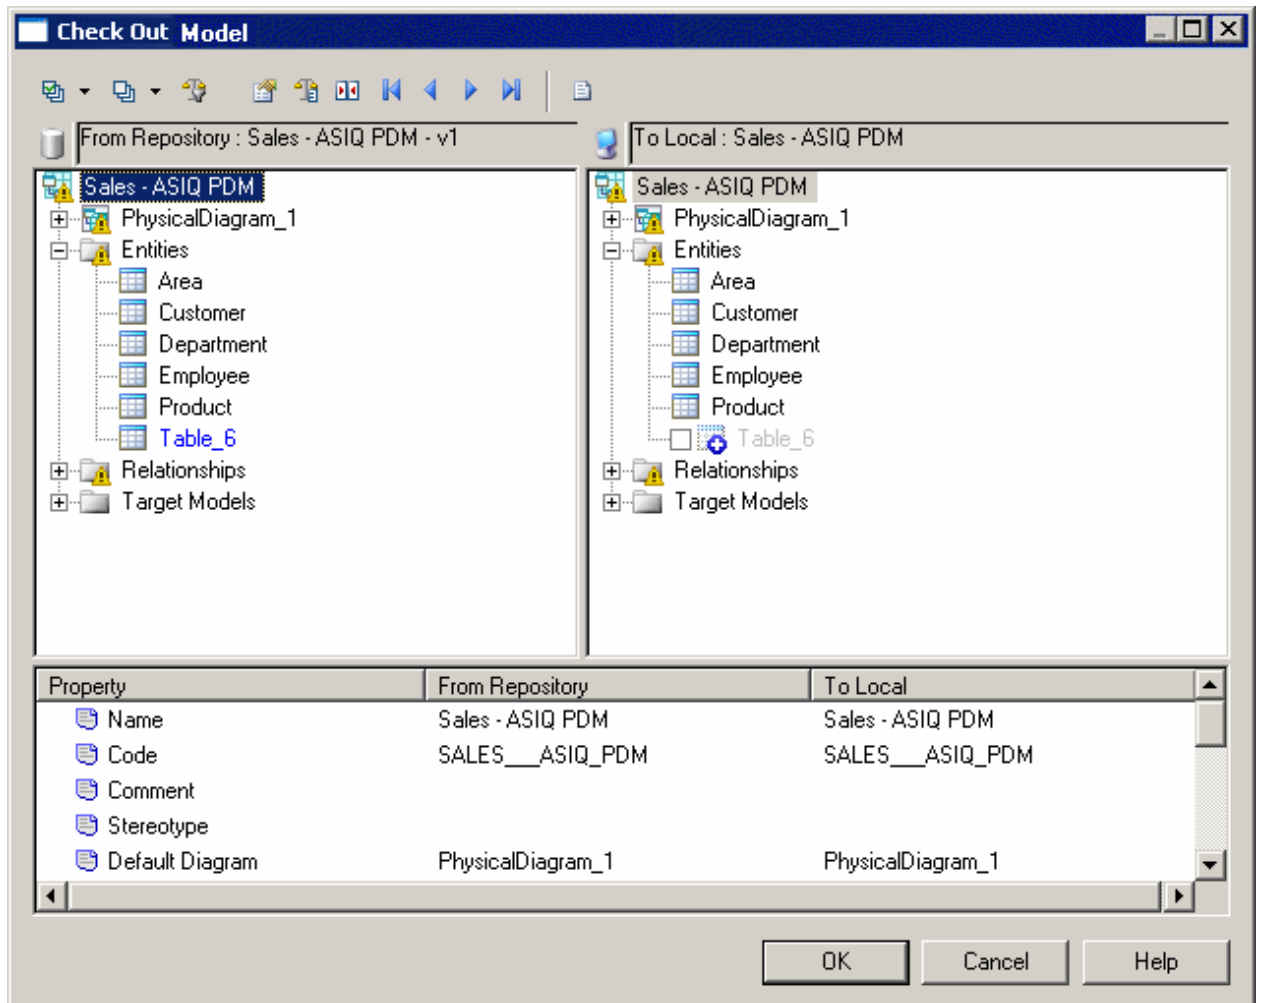 Check Out Model
From Repository : Sales - ASIQ PDM - v1
To Local : Sales - ASIQ PDM
Sales - ASIQ PDM
PhysicalDiagram_1
Entities
Area
Customer
Department
Employee
Product
Table_6
Relationships
Target Models
Sales - ASIQ PDM
PhysicalDiagram_1
Entities
Area
Customer
Department
Employee
Product
Table_6
Relationships
Target Models
Property From Repository To Local
Name Sales - ASIQ PDM Sales - ASIQ PDM
Code SALES___ASIQ_PDM SALES___ASIQ_PDM
Comment
Stereotype
Default Diagram PhysicalDiagram_1 PhysicalDiagram_1
OK Cancel Help